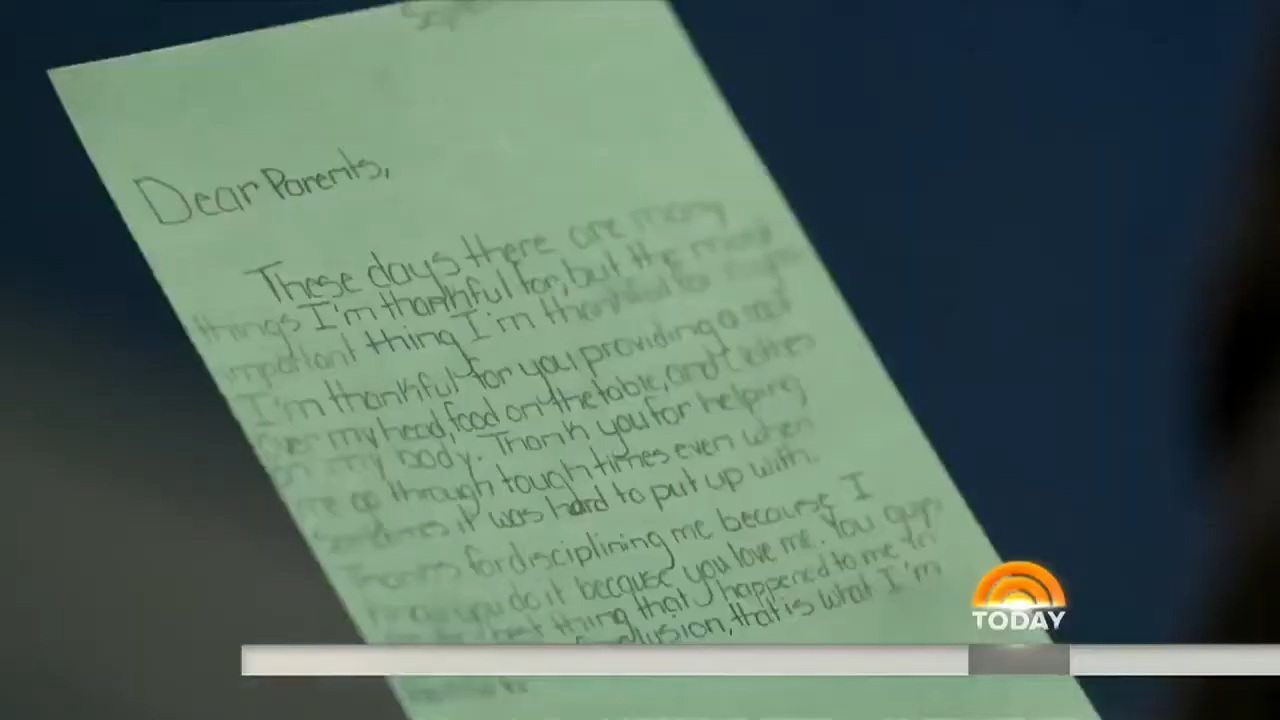 Dear Parents,
These days there are many
things I'm thankful for, but the most
important thing I'm thankful for
I'm thankful for you providing a roof
over my head, food on the table, and clothes
on my body. Thank you for helping
me go through tough times even when
sometimes it was hard to put up with.
Thanks for disciplining me because I
know you do it because you love me. You guys
best thing that happened to me. In
conclusion, that is what I'm
TODAY